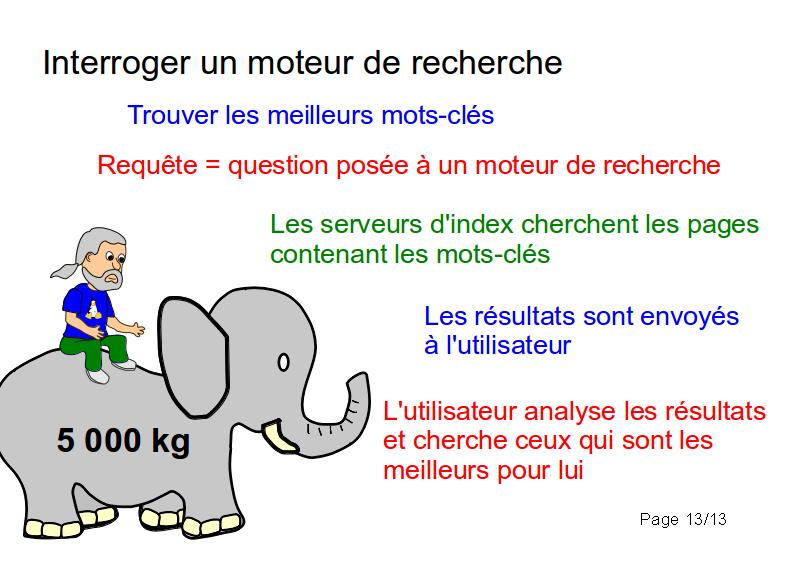 Interroger un moteur de recherche
Trouver les meilleurs mots-clés
Requête = question posée à un moteur de recherche
Les serveurs d'index cherchent les pages
contenant les mots-clés
Les résultats sont envoyés
à l'utilisateur
L'utilisateur analyse les résultats
et cherche ceux qui sont les
meilleurs pour lui
5 000 kg
Page 13/13